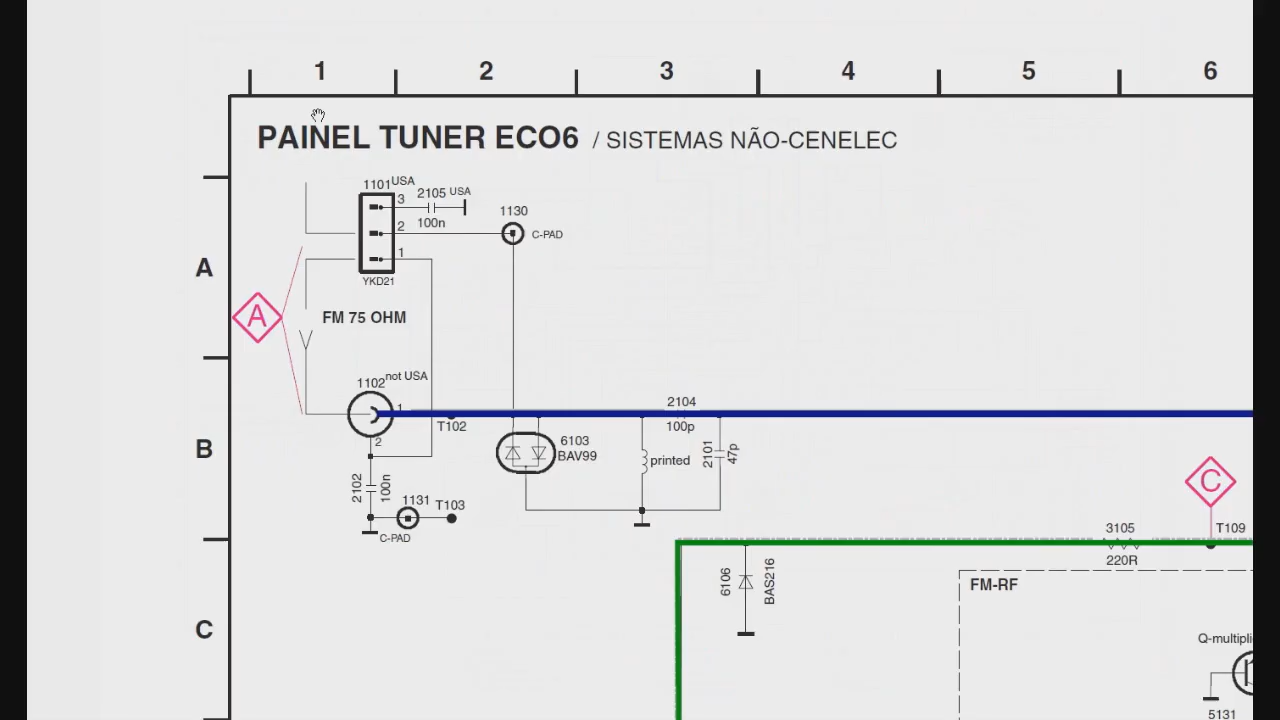 1 2 3 4 5 6
PAINEL TUNER ECO6 / SISTEMAS NÃO-CENELEC
1101 USA
3 2105 USA
100n
2
1130
C-PAD
1
YKD21
A
A
FM 75 OHM
1102 not USA
1
2
T102
2104
100p
6103
BAV99
printed
2101
47p
B
2102
100n
1131 T103
C-PAD
C
3105
220R
T109
6106
BAS216
FM-RF
C
Q-multipli
5131